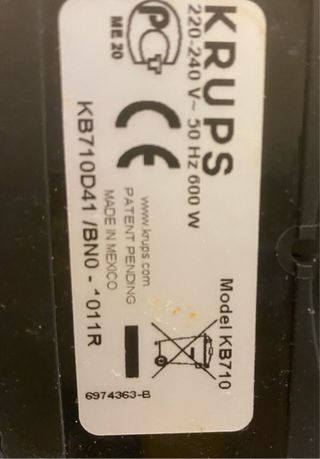 KRUPS
220-240 V~ 50 Hz 600 W
Model KB710
ME 20
www.krups.com
PATENT PENDING
MADE IN MEXICO
KB710D41 /BN0 - '011R
6974363-B